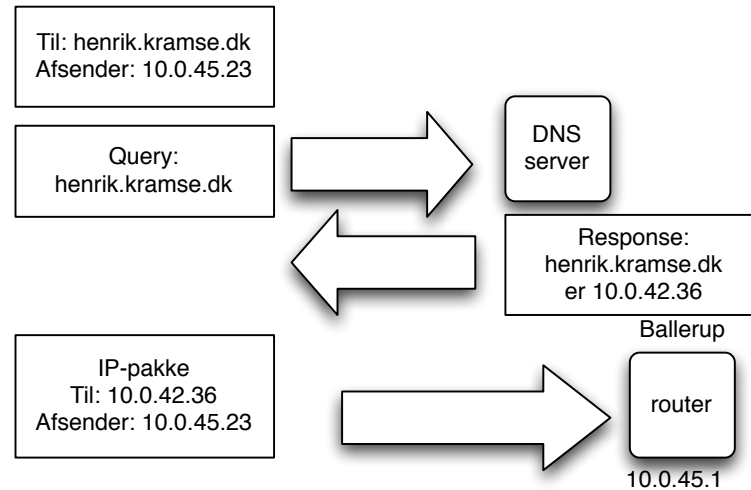 Til: henrik.kramse.dk
Afsender: 10.0.45.23
Query:
henrik.kramse.dk
DNS
server
Response:
henrik.kramse.dk
er 10.0.42.36
IP-pakke
Til: 10.0.42.36
Afsender: 10.0.45.23
Ballerup
router
10.0.45.1